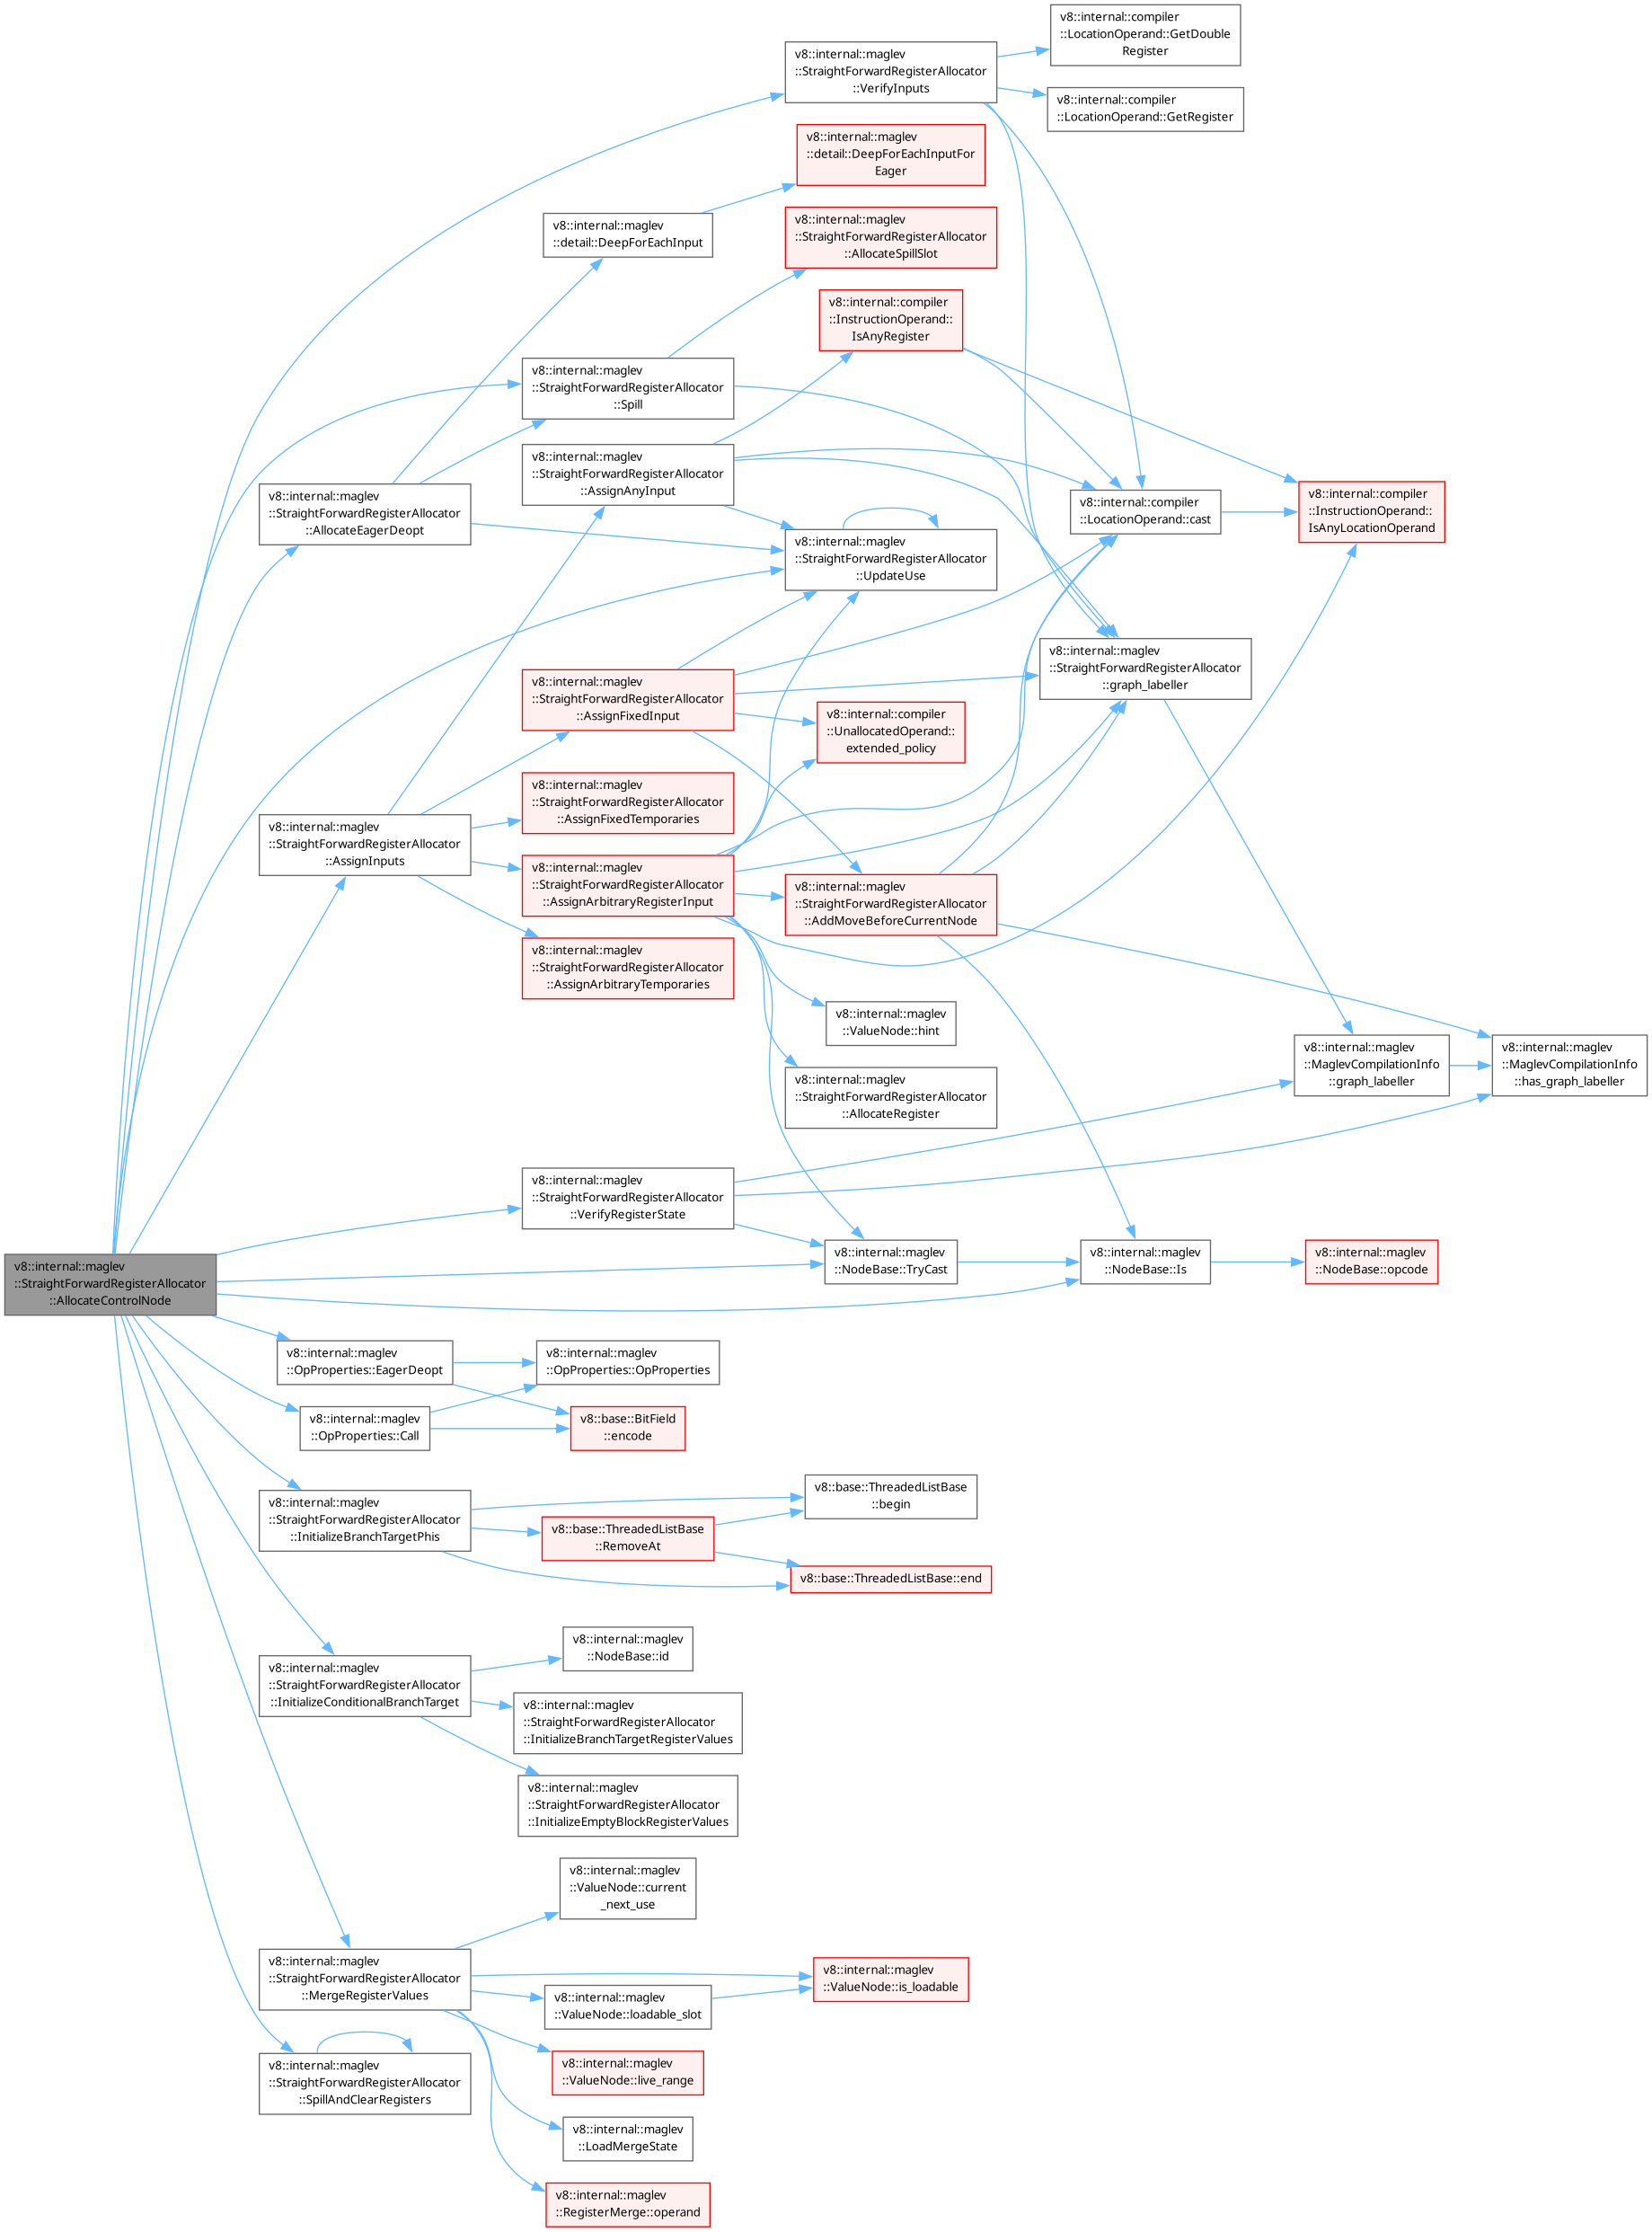 v8::internal::compiler
::LocationOperand::GetDouble
Register
v8::internal::maglev
::StraightForwardRegisterAllocator
::VerifyInputs
v8::internal::compiler
::LocationOperand::GetRegister
v8::internal::maglev
::detail::DeepForEachInputFor
Eager
v8::internal::maglev
::detail::DeepForEachInput
v8::internal::maglev
::StraightForwardRegisterAllocator
::AllocateSpillSlot
v8::internal::compiler
::InstructionOperand::
IsAnyRegister
v8::internal::maglev
::StraightForwardRegisterAllocator
::Spill
v8::internal::maglev
::StraightForwardRegisterAllocator
::AssignAnyInput
v8::internal::maglev
::StraightForwardRegisterAllocator
::AllocateEagerDeopt
v8::internal::compiler
::LocationOperand::cast
v8::internal::compiler
::InstructionOperand::
IsAnyLocationOperand
v8::internal::maglev
::StraightForwardRegisterAllocator
::UpdateUse
v8::internal::maglev
::StraightForwardRegisterAllocator
::graph_labeller
v8::internal::maglev
::StraightForwardRegisterAllocator
::AssignFixedInput
v8::internal::compiler
::UnallocatedOperand::
extended_policy
v8::internal::maglev
::StraightForwardRegisterAllocator
::AssignFixedTemporaries
v8::internal::maglev
::StraightForwardRegisterAllocator
::AssignInputs
v8::internal::maglev
::StraightForwardRegisterAllocator
::AssignArbitraryRegisterInput
v8::internal::maglev
::StraightForwardRegisterAllocator
::AddMoveBeforeCurrentNode
v8::internal::maglev
::StraightForwardRegisterAllocator
::AssignArbitraryTemporaries
v8::internal::maglev
::ValueNode::hint
v8::internal::maglev
::StraightForwardRegisterAllocator
::AllocateRegister
v8::internal::maglev
::MaglevCompilationInfo
::graph_labeller
v8::internal::maglev
::MaglevCompilationInfo
::has_graph_labeller
v8::internal::maglev
::StraightForwardRegisterAllocator
::VerifyRegisterState
v8::internal::maglev
::StraightForwardRegisterAllocator
::AllocateControlNode
v8::internal::maglev
::NodeBase::TryCast
v8::internal::maglev
::NodeBase::Is
v8::internal::maglev
::NodeBase::opcode
v8::internal::maglev
::OpProperties::EagerDeopt
v8::internal::maglev
::OpProperties::OpProperties
v8::internal::maglev
::OpProperties::Call
v8::base::BitField
::encode
v8::internal::maglev
::StraightForwardRegisterAllocator
::InitializeBranchTargetPhis
v8::base::ThreadedListBase
::begin
v8::base::ThreadedListBase
::RemoveAt
v8::base::ThreadedListBase::end
v8::internal::maglev
::NodeBase::id
v8::internal::maglev
::StraightForwardRegisterAllocator
::InitializeConditionalBranchTarget
v8::internal::maglev
::StraightForwardRegisterAllocator
::InitializeBranchTargetRegisterValues
v8::internal::maglev
::StraightForwardRegisterAllocator
::InitializeEmptyBlockRegisterValues
v8::internal::maglev
::ValueNode::current
_next_use
v8::internal::maglev
::StraightForwardRegisterAllocator
::MergeRegisterValues
v8::internal::maglev
::ValueNode::is_loadable
v8::internal::maglev
::ValueNode::loadable_slot
v8::internal::maglev
::ValueNode::live_range
v8::internal::maglev
::StraightForwardRegisterAllocator
::SpillAndClearRegisters
v8::internal::maglev
::LoadMergeState
v8::internal::maglev
::RegisterMerge::operand